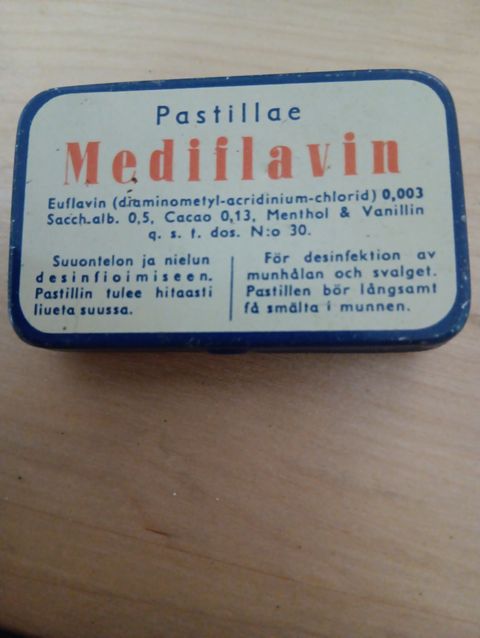 Pastillae
Mediflavin
Euflavin (diaminometyl-acridinium-chlorid) 0,003
Sacch.alb. 0,5, Cacao 0,13, Menthol & Vanillin
q. s. f. dos. N:o 30.
Suuontelon ja nielun
desinfioimiseen.
Pastillin tulee hitaasti
liueta suussa.
För desinfektion av
munhålan och svalget.
Pastillen bör långsamt
få smälta i munnen.